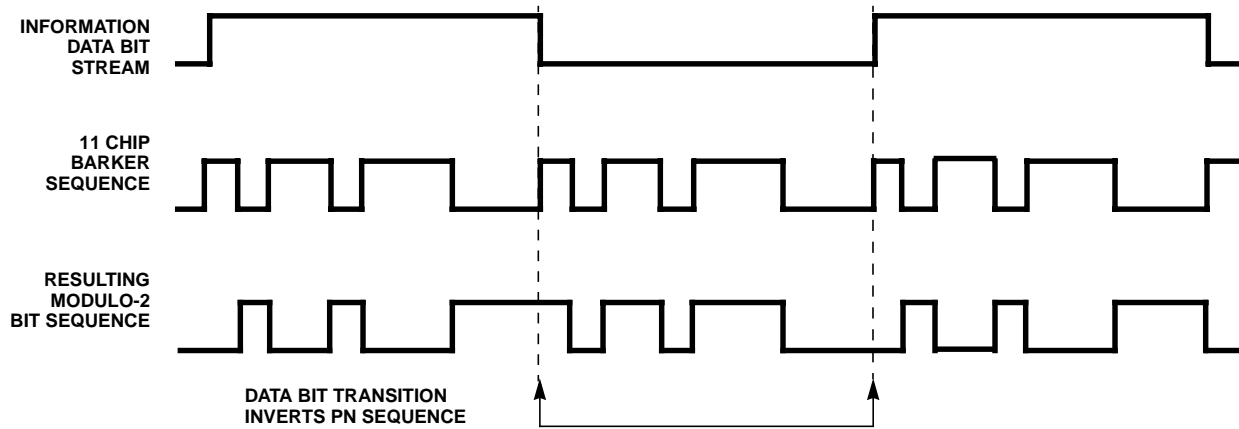 INFORMATION
DATA BIT
STREAM
11 CHIP
BARKER
SEQUENCE
RESULTING
MODULO-2
BIT SEQUENCE
DATA BIT TRANSITION
INVERTS PN SEQUENCE